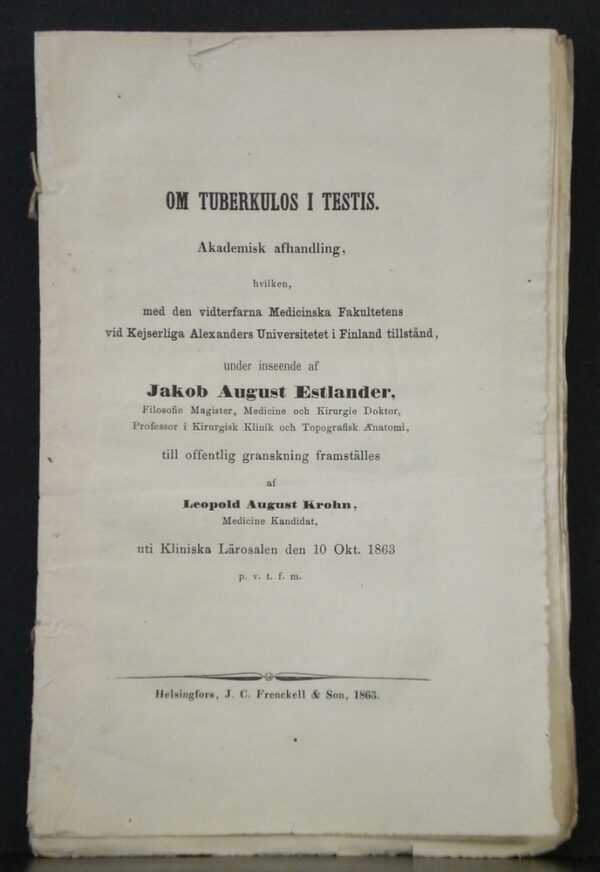 OM TUBERKULOS I TESTIS.
Akademisk afhandling,
hvilken,
med den vidterfarna Medicinska Fakultetens
vid Kejserliga Alexanders Universitetet i Finland tillstånd,
under inseende af
Jakob August Estlander,
Filosofie Magister, Medicine och Kirurgie Doktor,
Professor i Kirurgisk Klinik och Topografisk Anatomi,
till offentlig granskning framställes
af
Leopold August Krohn,
Medicine Kandidat,
uti Kliniska Lärosalen den 10 Okt. 1863
p. v. t. f. m.
Helsingfors, J. C. Frenckell & Son, 1863.